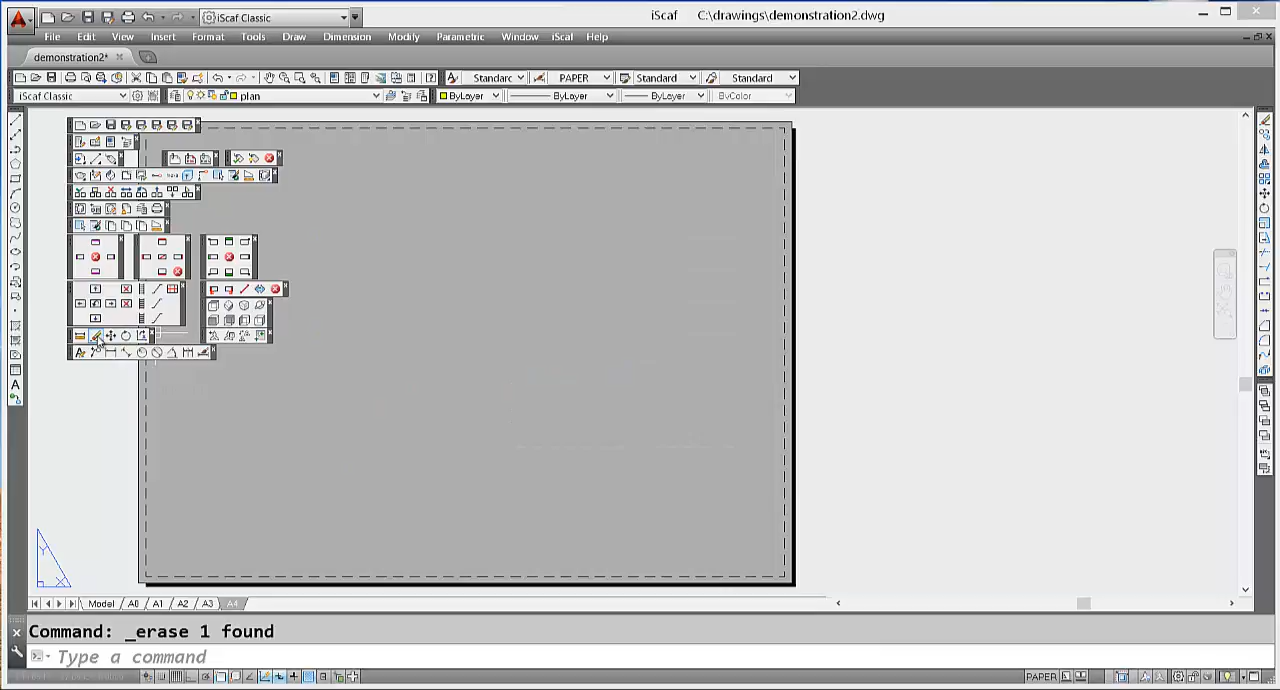 iScaf Classic iScaf C:\drawings\demonstration2.dwg
File Edit View Insert Format Tools Draw Dimension Modify Parametric Window iScaf Help
demonstration2*
Standarc PAPER Standard Standard
iScaf Classic plan ByLayer ByLayer ByLayer ByColor
Y
X
Model A0 A1 A2 A3 A4
Command: _erase 1 found
Type a command
PAPER